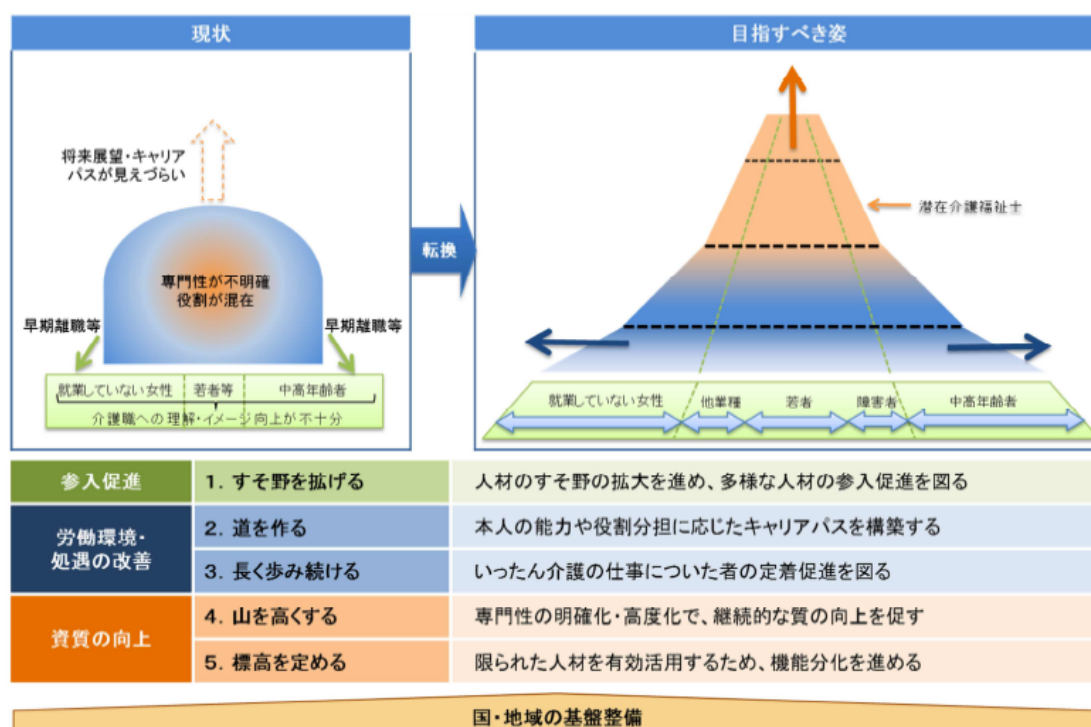 現状
将来展望・キャリア
パスが見えづらい
専門性が不明確
役割が混在
早期離職等
早期離職等
就業していない女性
若者等
中高年齢者
介護職への理解・イメージ向上が不十分
転換
目指すべき姿
潜在介護福祉士
就業していない女性
他業種
若者
障害者
中高年齢者
参入促進
1. すそ野を拡げる
人材のすそ野の拡大を進め、多様な人材の参入促進を図る
労働環境・
処遇の改善
2. 道を作る
本人の能力や役割分担に応じたキャリアパスを構築する
3. 長く歩み続ける
いったん介護の仕事についた者の定着促進を図る
資質の向上
4. 山を高くする
専門性の明確化・高度化で、継続的な質の向上を促す
5. 標高を定める
限られた人材を有効活用するため、機能分化を進める
国・地域の基盤整備